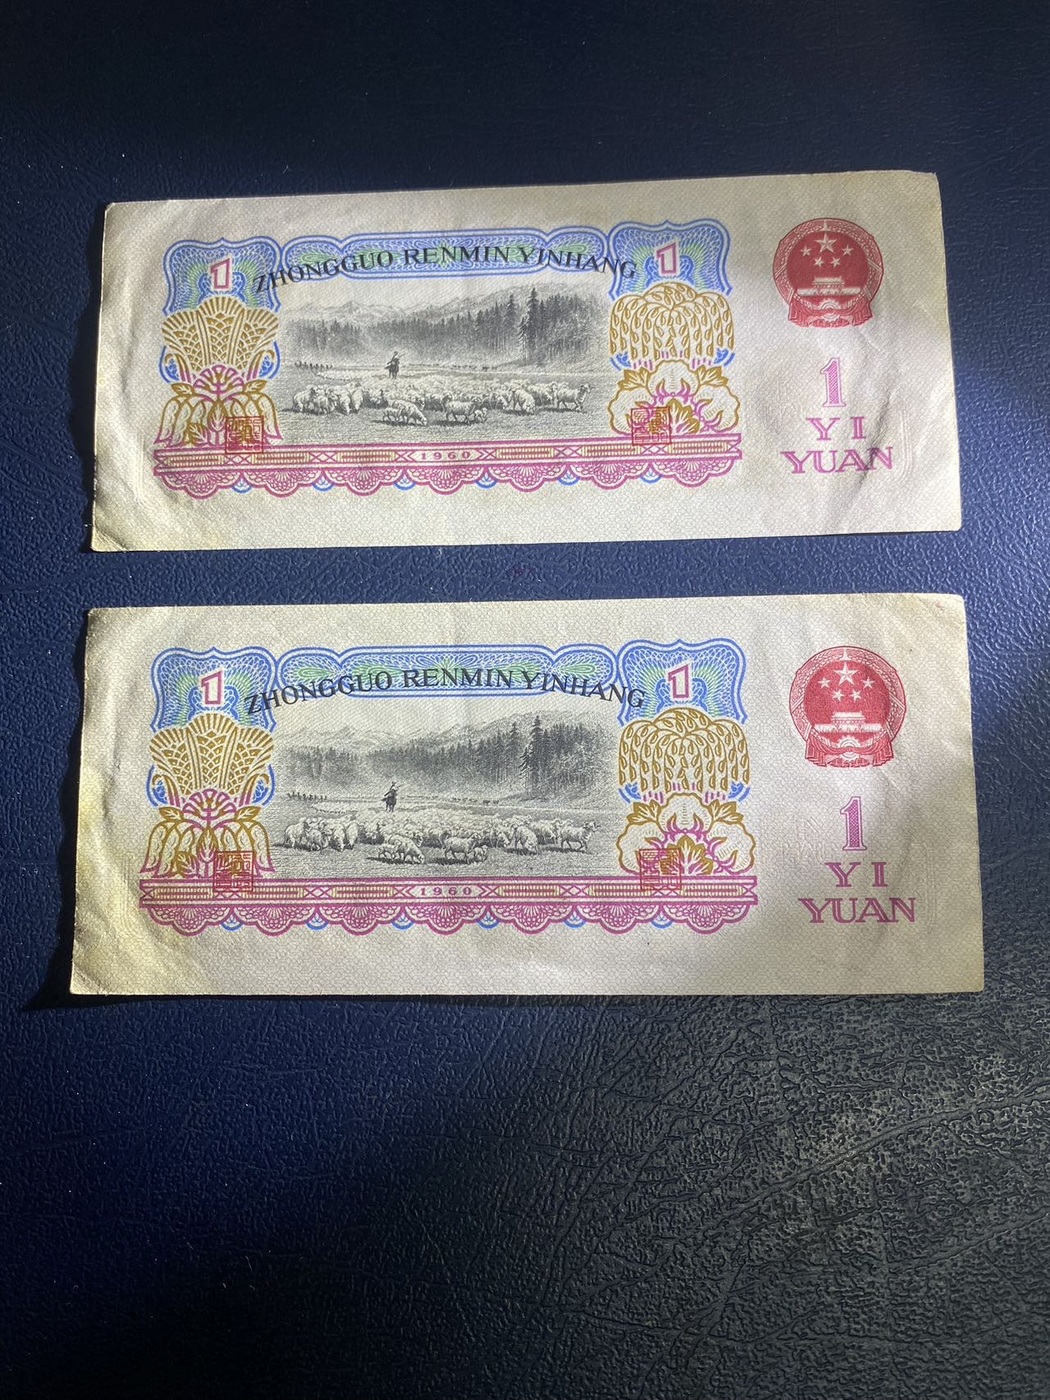 1 ZHONGGUO RENMIN YINHANG 1
1
YI
YUAN
1960
1 ZHONGGUO RENMIN YINHANG 1
1
YI
YUAN
1960